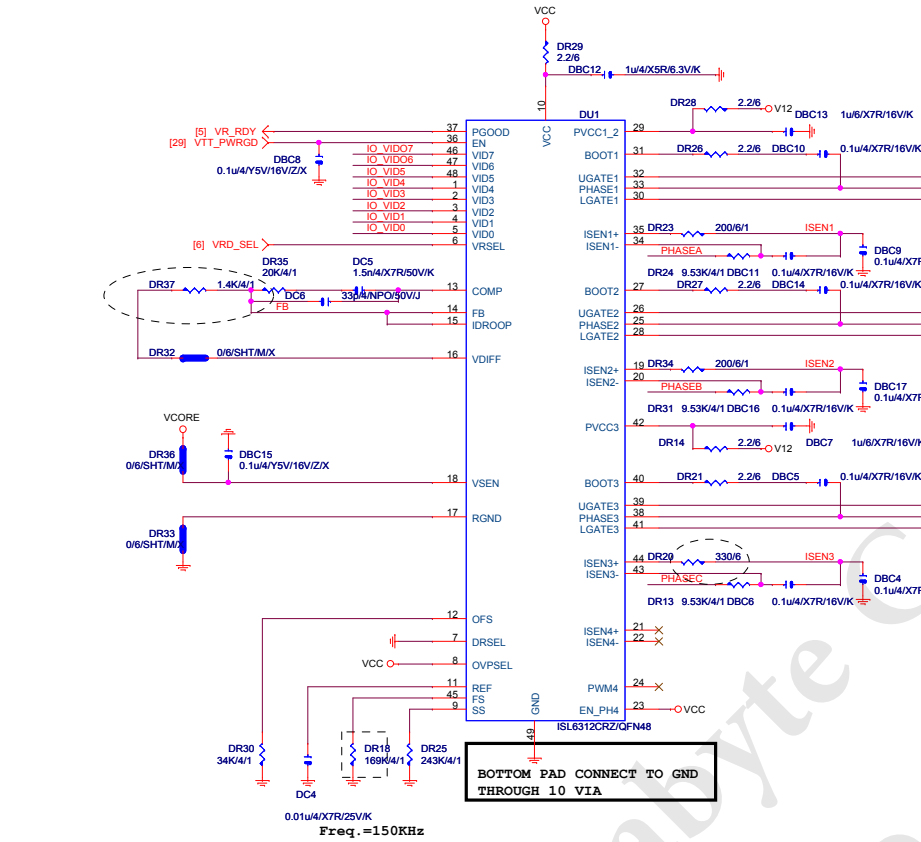 VCC
DR29
2.2/6
DBC12 1u/4/X5R/6.3V/K
10
VCC
DU1
DR28 2.2/6 V12
DBC13 1u/6/X7R/16V/K
[5] VR_RDY 37 PGOOD
[29] VTT_PWRGD 36 EN
DBC8
0.1u/4/Y5V/16V/Z/X
IO_VIDO7 46 VID7
IO_VIDO6 47 VID6
IO_VID5 48 VID5
IO_VID4 1 VID4
IO_VID3 2 VID3
IO_VID2 3 VID2
IO_VID1 4 VID1
IO_VID0 5 VID0
[6] VRD_SEL 6 VRSEL
PVCC1_2 29
BOOT1 31 DR26 2.2/6 DBC10 0.1u/4/X7R/16V/K
UGATE1 32
PHASE1 33
LGATE1 30
ISEN1+ 35 DR23 200/6/1 ISEN1
ISEN1- 34
PHASEA
DBC9
0.1u/4/X7R
DR24 9.53K/4/1 DBC11 0.1u/4/X7R/16V/K
DR35
20K/4/1
DC5
1.5n/4/X7R/50V/K
DR37 1.4K/4/1
DC6 33p/4/NPO/50V/J
FB
13 COMP
14 FB
15 IDROOP
DR32 0/6/SHT/M/X 16 VDIFF
BOOT2 27 DR27 2.2/6 DBC14
UGATE2 26
PHASE2 25
LGATE2 28
ISEN2+ 19 DR34 200/6/1 ISEN2
ISEN2- 20
PHASEB
DBC17
0.1u/4/X7R
DR31 9.53K/4/1 DBC16 0.1u/4/X7R/16V/K
PVCC3 42
DR14 2.2/6 V12 DBC7 1u/6/X7R/16V/K
VCORE
DR36
0/6/SHT/M/X
DBC15
0.1u/4/Y5V/16V/Z/X
18 VSEN
17 RGND
DR33
0/6/SHT/M/X
BOOT3 40 DR21 2.2/6 DBC5 0.1u/4/X7R/16V/K
UGATE3 39
PHASE3 38
LGATE3 41
ISEN3+ 44 DR20 330/6 ISEN3
ISEN3- 43
PHASEC
DBC4
0.1u/4/X7R
DR13 9.53K/4/1 DBC6 0.1u/4/X7R/16V/K
12 OFS
7 DRSEL
VCC 8 OVPSEL
11 REF
45 FS
9 SS
ISEN4+ 21
ISEN4- 22
PWM4 24
EN_PH4 23 VCC
GND
49
ISL6312CRZ/QFN48
DR30
34K/4/1
DC4
0.01u/4/X7R/25V/K
DR18
169K/4/1
DR25
243K/4/1
Freq.=150KHz
BOTTOM PAD CONNECT TO GND
THROUGH 10 VIA